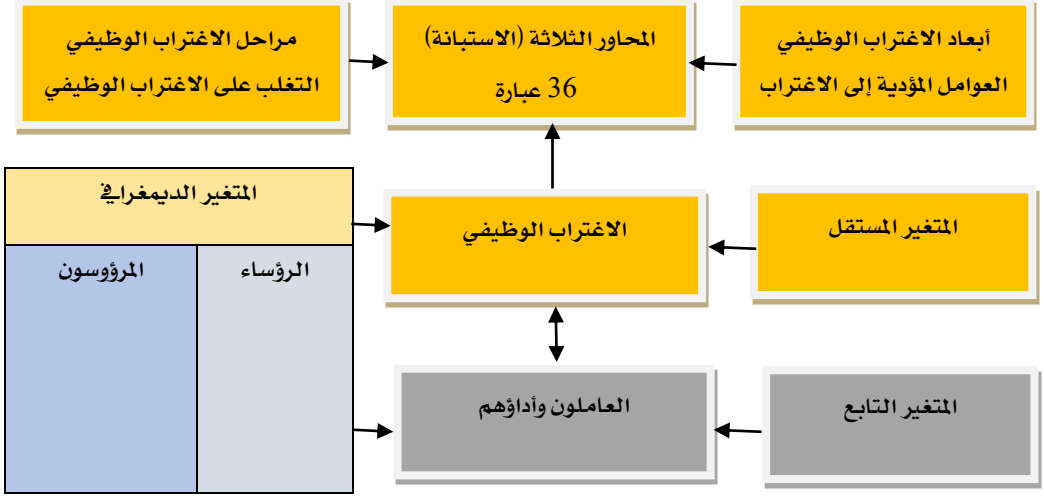 أبعاد الاغتراب الوظيفي
العوامل المؤدية إلى الاغتراب
المحاور الثلاثة (الاستبانة)
36 عبارة
مراحل الاغتراب الوظيفي
التغلب على الاغتراب الوظيفي
المتغير المستقل
الاغتراب الوظيفي
المتغير الديمغرافي
الرؤساء
المرؤوسون
المتغير التابع
العاملون وأداؤهم